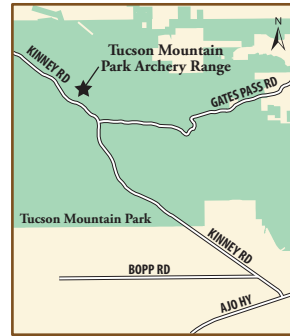 N
Tucson Mountain
Park Archery Range
KINNEY RD
GATES PASS RD
Tucson Mountain Park
KINNEY RD
BOPP RD
AJO HY